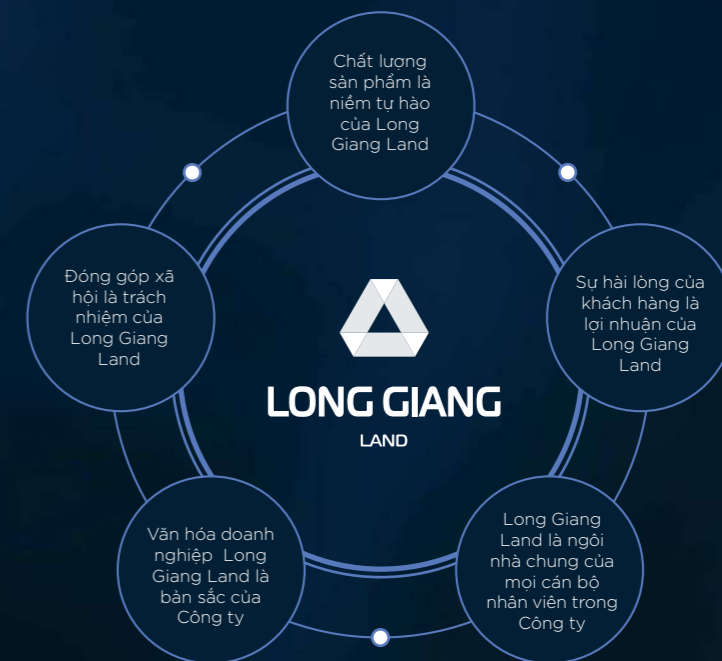 Chất lượng
sản phẩm là
niềm tự hào
của Long
Giang Land
Đóng góp xã
hội là trách
nhiệm của
Long Giang
Land
Sự hài lòng của
khách hàng là
lợi nhuận của
Long Giang
Land
LONG GIANG
LAND
Văn hóa doanh
nghiệp Long
Giang Land là
bản sắc của
Công ty
Long Giang
Land là ngôi
nhà chung của
mọi cán bộ
nhân viên trong
Công ty